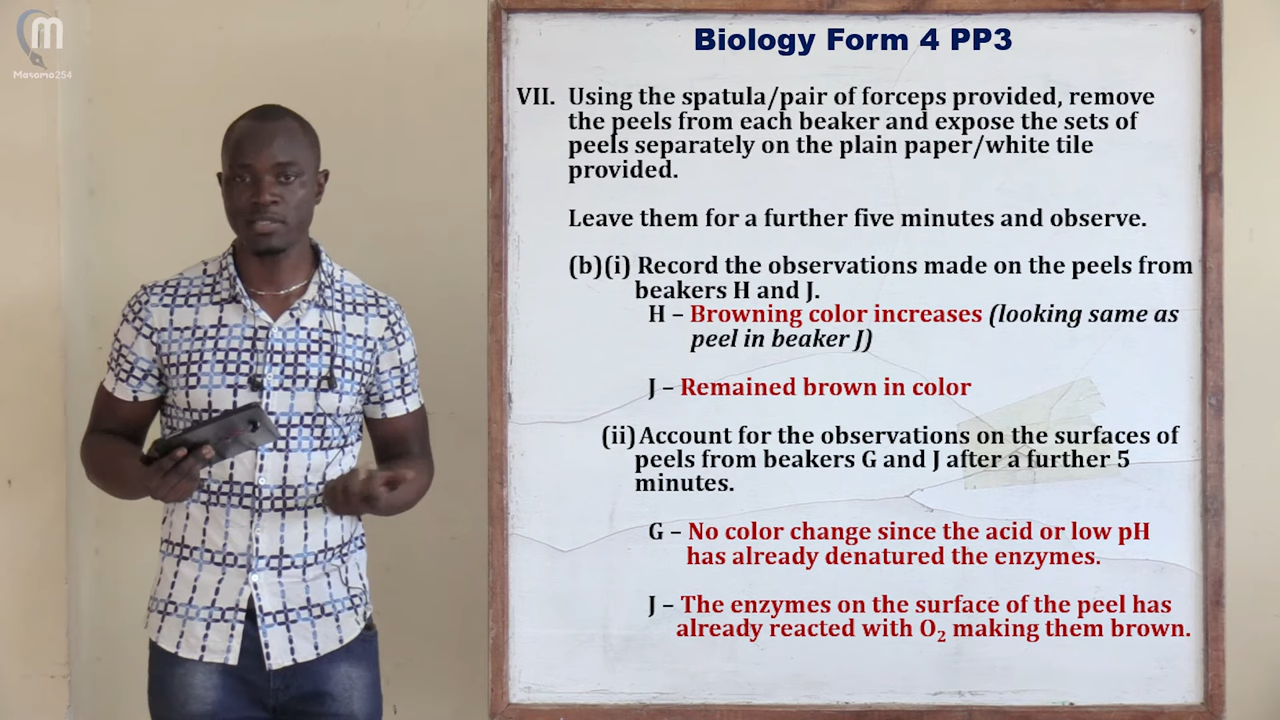 Masomo254
Biology Form 4 PP3
VII. Using the spatula/pair of forceps provided, remove
the peels from each beaker and expose the sets of
peels separately on the plain paper/white tile
provided.
Leave them for a further five minutes and observe.
(b)(i) Record the observations made on the peels from
beakers H and J.
H – Browning color increases (looking same as
peel in beaker J)
J – Remained brown in color
(ii) Account for the observations on the surfaces of
peels from beakers G and J after a further 5
minutes.
G – No color change since the acid or low pH
has already denatured the enzymes.
J – The enzymes on the surface of the peel has
already reacted with O₂ making them brown.